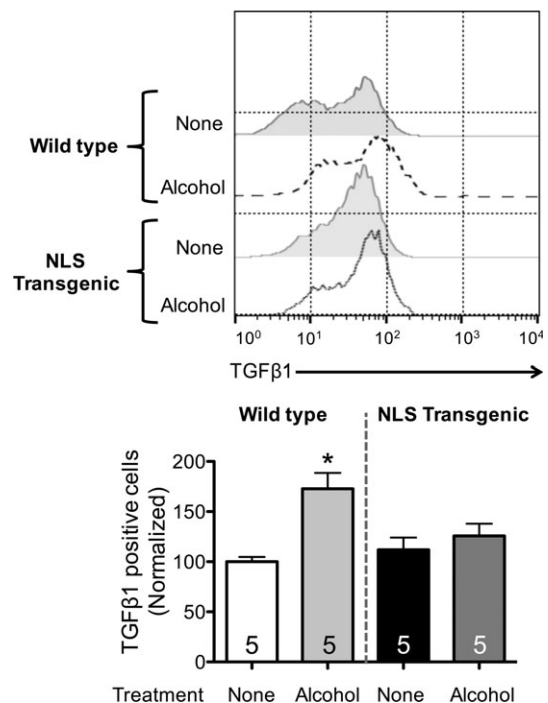 None
Wild type
Alcohol
None
NLS
Transgenic
Alcohol
10⁰ 10¹ 10² 10³ 10⁴
TGFβ1
Wild type NLS Transgenic
TGFβ1 positive cells
(Normalized)
200
150
100
50
0
*
5 5 5 5
Treatment None Alcohol None Alcohol